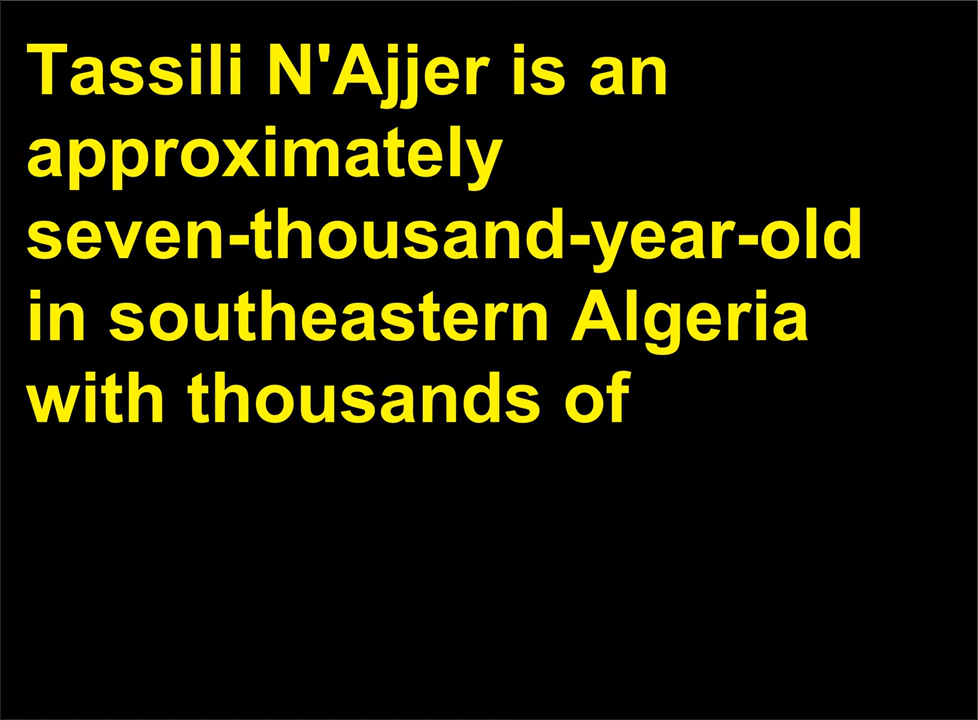 Tassili N'Ajjer is an
approximately
seven-thousand-year-old
in southeastern Algeria
with thousands of